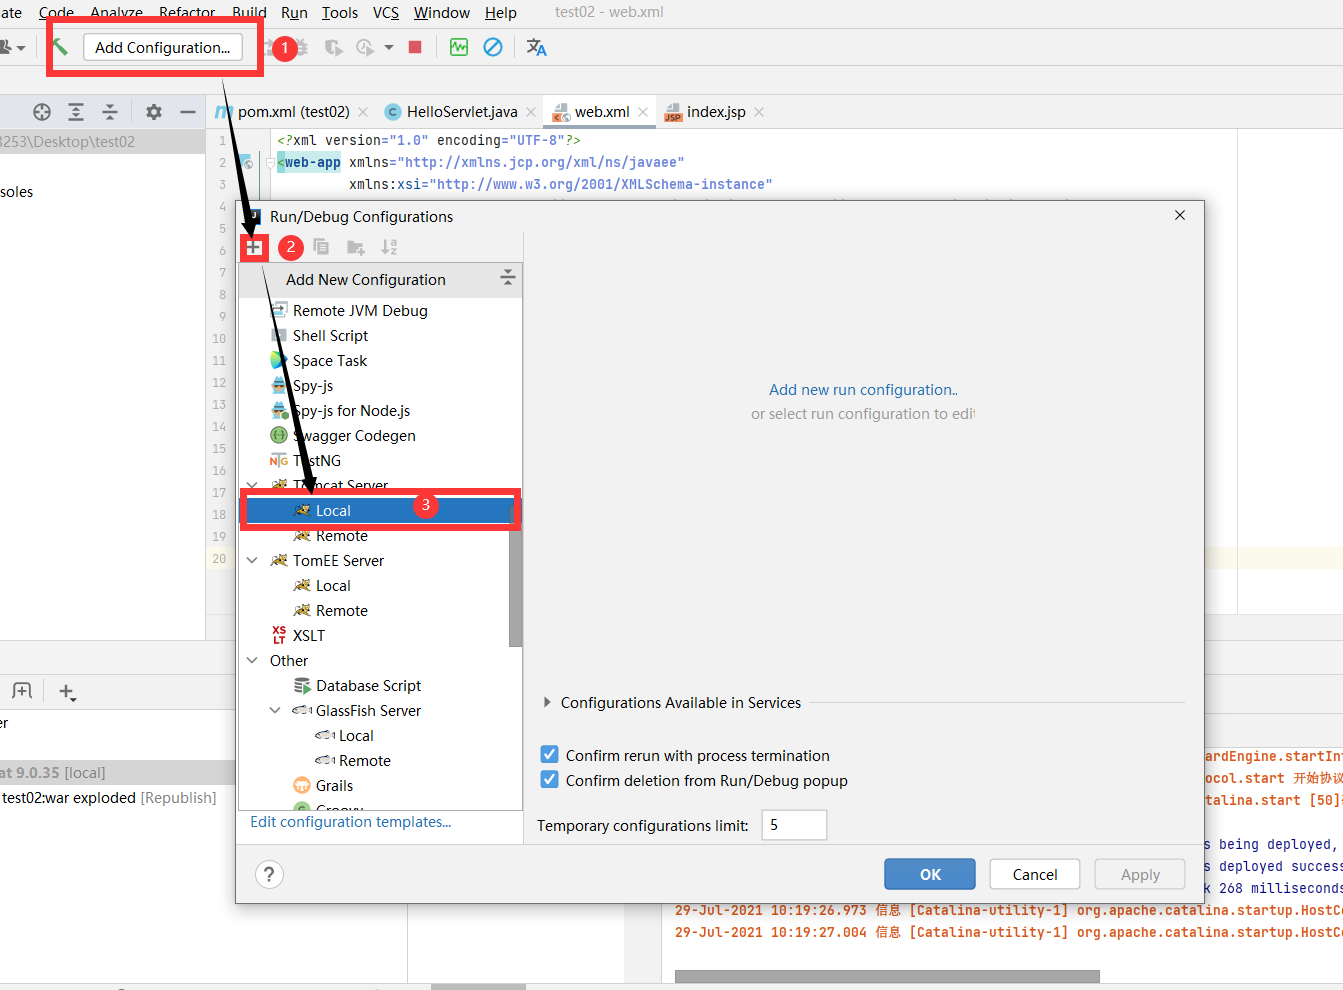 ate Code Analyze Refactor Build Run Tools VCS Window Help test02 - web.xml
Add Configuration...
1
pom.xml (test02)
HelloServlet.java
web.xml
index.jsp
3253\Desktop\test02
soles
1 <?xml version="1.0" encoding="UTF-8"?>
2 <web-app xmlns="http://xmlns.jcp.org/xml/ns/javaee"
3 xmlns:xsi="http://www.w3.org/2001/XMLSchema-instance"
4
5
6
7
8
9
10
11
12
13
14
15
16
17
18
19
20
Run/Debug Configurations
2
Add New Configuration
Remote JVM Debug
Shell Script
Space Task
Spy-js
Spy-js for Node.js
Swagger Codegen
TestNG
Tomcat Server
Local
3
Remote
TomEE Server
Local
Remote
XSLT
Other
Database Script
GlassFish Server
Local
Remote
Grails
Groovy
Edit configuration templates...
Add new run configuration..
or select run configuration to edit
Configurations Available in Services
Confirm rerun with process termination
Confirm deletion from Run/Debug popup
Temporary configurations limit: 5
? OK Cancel Apply
er
at 9.0.35 [local]
test02:war exploded [Republish]
ardEngine.startInt
ocol.start 开始协议
talina.start [50]
s being deployed,
s deployed success
k 268 milliseconds
29-Jul-2021 10:19:26.973 信息 [Catalina-utility-1] org.apache.catalina.startup.HostCo
29-Jul-2021 10:19:27.004 信息 [Catalina-utility-1] org.apache.catalina.startup.HostCo